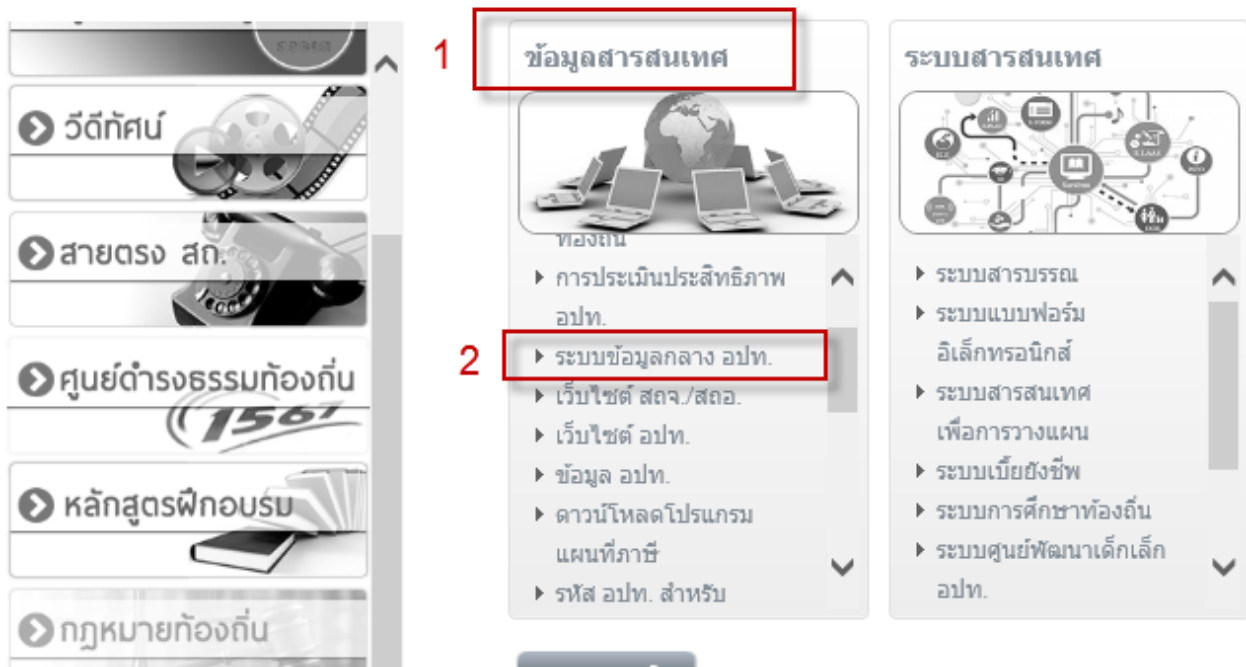 วีดีทัศน์
สายตรง สถ.
ศูนย์ดำรงธรรมท้องถิ่น
1567
หลักสูตรฝึกอบรม
กฎหมายท้องถิ่น
1
ข้อมูลสารสนเทศ
ท้องถิ่น
การประเมินประสิทธิภาพ
อปท.
2
ระบบข้อมูลกลาง อปท.
เว็บไซต์ สถจ./สถอ.
เว็บไซต์ อปท.
ข้อมูล อปท.
ดาวน์โหลดโปรแกรม
แผนที่ภาษี
รหัส อปท. สำหรับ
ระบบสารสนเทศ
ระบบสารบรรณ
ระบบแบบฟอร์ม
อิเล็กทรอนิกส์
ระบบสารสนเทศ
เพื่อการวางแผน
ระบบเบี้ยยังชีพ
ระบบการศึกษาท้องถิ่น
ระบบศูนย์พัฒนาเด็กเล็ก
อปท.